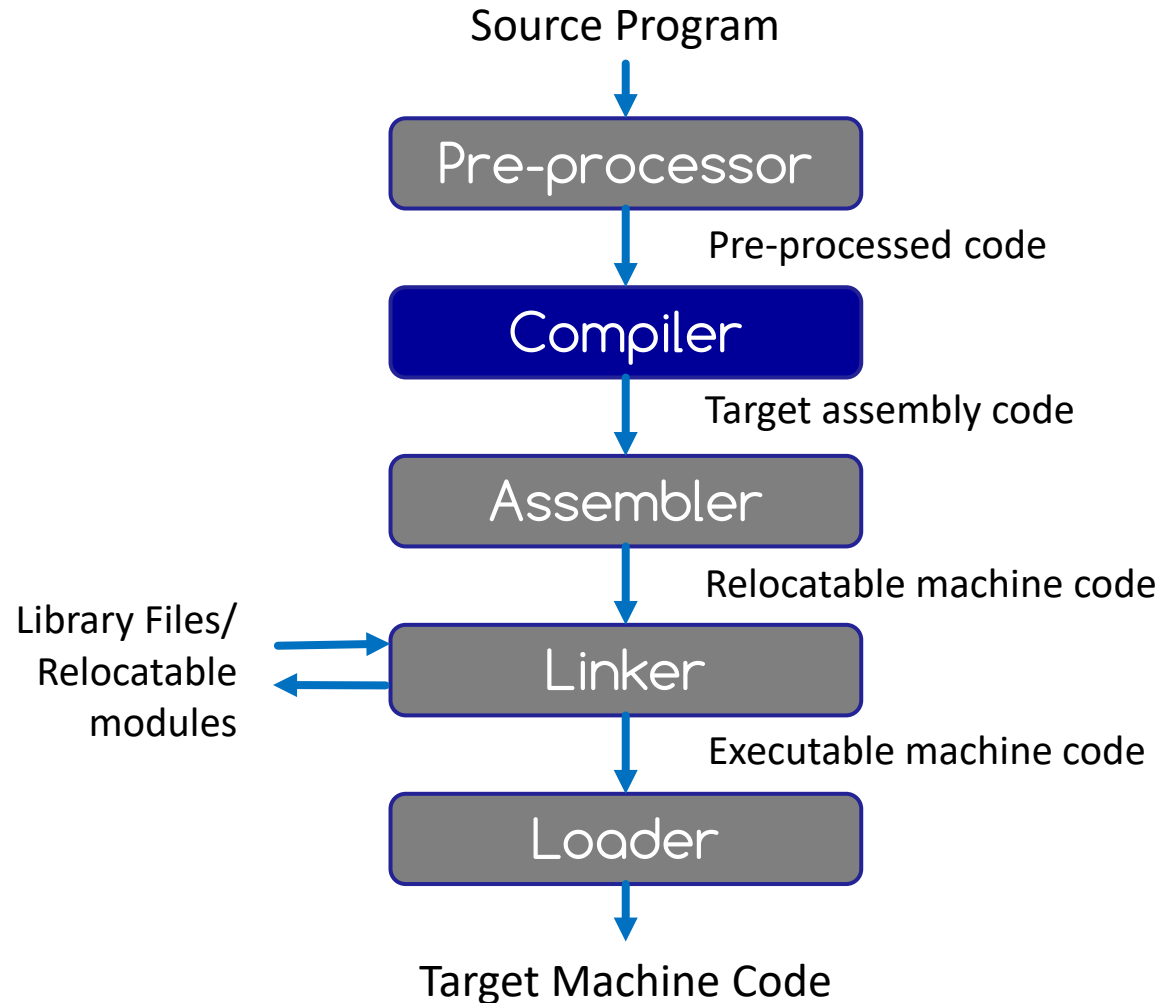 Source Program
Pre-processor
Pre-processed code
Compiler
Target assembly code
Assembler
Relocatable machine code
Library Files/
Relocatable
modules
Linker
Executable machine code
Loader
Target Machine Code